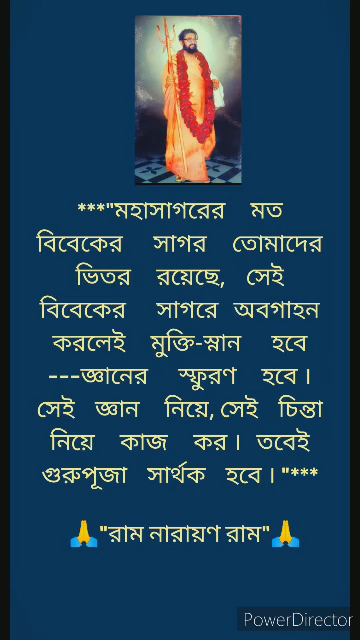 ***"মহাসাগরের মত
বিবেকের সাগর তোমাদের
ভিতর রয়েছে, সেই
বিবেকের সাগরে অবগাহন
করলেই মুক্তি-স্নান হবে
---জ্ঞানের স্ফুরণ হবে।
সেই জ্ঞান নিয়ে, সেই চিন্তা
নিয়ে কাজ কর। তবেই
গুরুপূজা সার্থক হবে।"***
🙏"রাম নারায়ণ রাম"🙏
PowerDirector